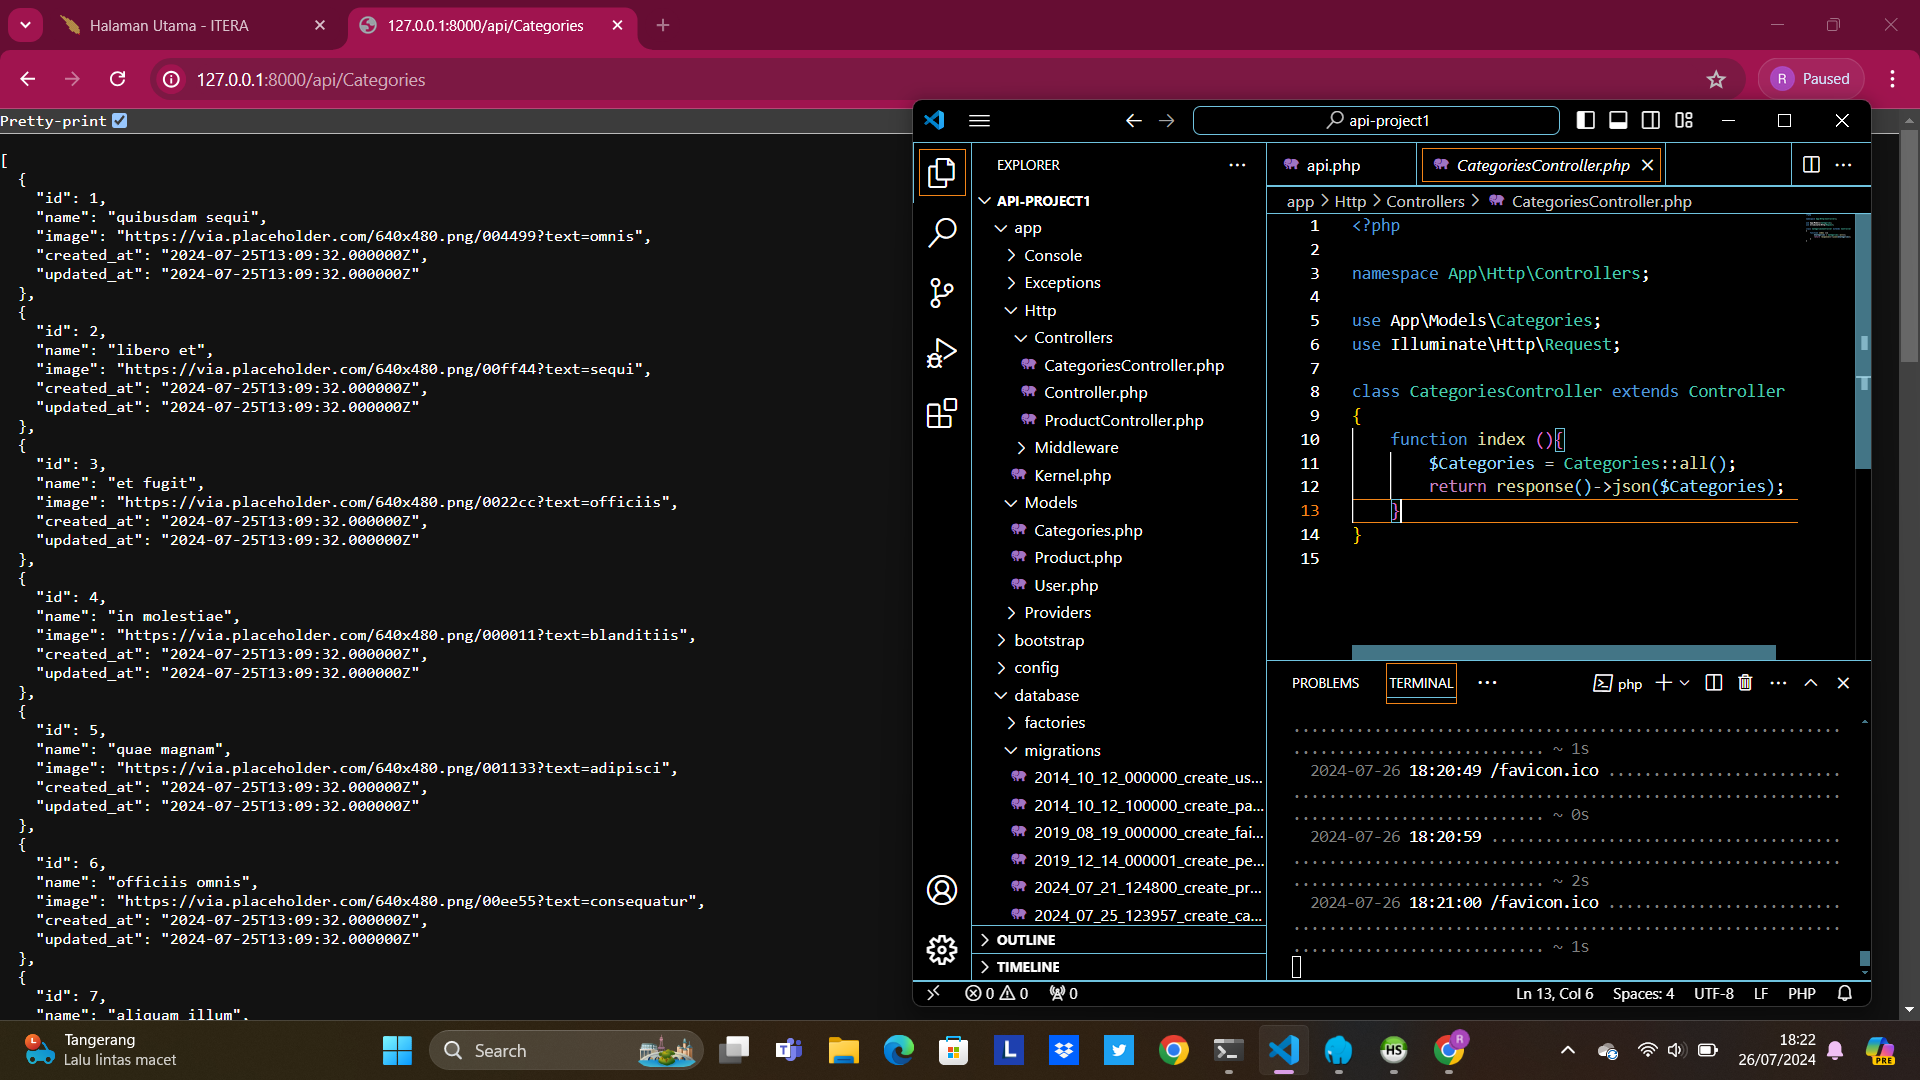 Halaman Utama - ITERA
127.0.0.1:8000/api/Categories
127.0.0.1:8000/api/Categories
R Paused
Pretty-print
[
  {
    "id": 1,
    "name": "quibusdam sequi",
    "image": "https://via.placeholder.com/640x480.png/004499?text=omnis",
    "created_at": "2024-07-25T13:09:32.000000Z",
    "updated_at": "2024-07-25T13:09:32.000000Z"
  },
  {
    "id": 2,
    "name": "libero et",
    "image": "https://via.placeholder.com/640x480.png/00ff44?text=sequi",
    "created_at": "2024-07-25T13:09:32.000000Z",
    "updated_at": "2024-07-25T13:09:32.000000Z"
  },
  {
    "id": 3,
    "name": "et fugit",
    "image": "https://via.placeholder.com/640x480.png/0022cc?text=officiis",
    "created_at": "2024-07-25T13:09:32.000000Z",
    "updated_at": "2024-07-25T13:09:32.000000Z"
  },
  {
    "id": 4,
    "name": "in molestiae",
    "image": "https://via.placeholder.com/640x480.png/000011?text=blanditiis",
    "created_at": "2024-07-25T13:09:32.000000Z",
    "updated_at": "2024-07-25T13:09:32.000000Z"
  },
  {
    "id": 5,
    "name": "quae magnam",
    "image": "https://via.placeholder.com/640x480.png/001133?text=adipisci",
    "created_at": "2024-07-25T13:09:32.000000Z",
    "updated_at": "2024-07-25T13:09:32.000000Z"
  },
  {
    "id": 6,
    "name": "officiis omnis",
    "image": "https://via.placeholder.com/640x480.png/00ee55?text=consequatur",
    "created_at": "2024-07-25T13:09:32.000000Z",
    "updated_at": "2024-07-25T13:09:32.000000Z"
  },
  {
    "id": 7,
    "name": "aliquam illum",
api-project1
EXPLORER
API-PROJECT1
app
Console
Exceptions
Http
Controllers
CategoriesController.php
Controller.php
ProductController.php
Middleware
Kernel.php
Models
Categories.php
Product.php
User.php
Providers
bootstrap
config
database
factories
migrations
2014_10_12_000000_create_us...
2014_10_12_100000_create_pa...
2019_08_19_000000_create_fai...
2019_12_14_000001_create_pe...
2024_07_21_124800_create_pr...
2024_07_25_123957_create_ca...
OUTLINE
TIMELINE
api.php
CategoriesController.php
app > Http > Controllers > CategoriesController.php
1 <?php
2
3 namespace App\Http\Controllers;
4
5 use App\Models\Categories;
6 use Illuminate\Http\Request;
7
8 class CategoriesController extends Controller
9 {
10     function index (){
11         $Categories = Categories::all();
12         return response()->json($Categories);
13     }
14 }
15
PROBLEMS TERMINAL ...
php
......................................................................
................................ ~ 1s
2024-07-26 18:20:49 /favicon.ico ..............................
......................................................................
................................ ~ 0s
2024-07-26 18:20:59 .............................................
......................................................................
................................ ~ 2s
2024-07-26 18:21:00 /favicon.ico ..............................
......................................................................
................................ ~ 1s
0 0 0
Ln 13, Col 6 Spaces: 4 UTF-8 LF PHP
Tangerang
Lalu lintas macet
Search
L
HS
R
18:22
26/07/2024
PRE